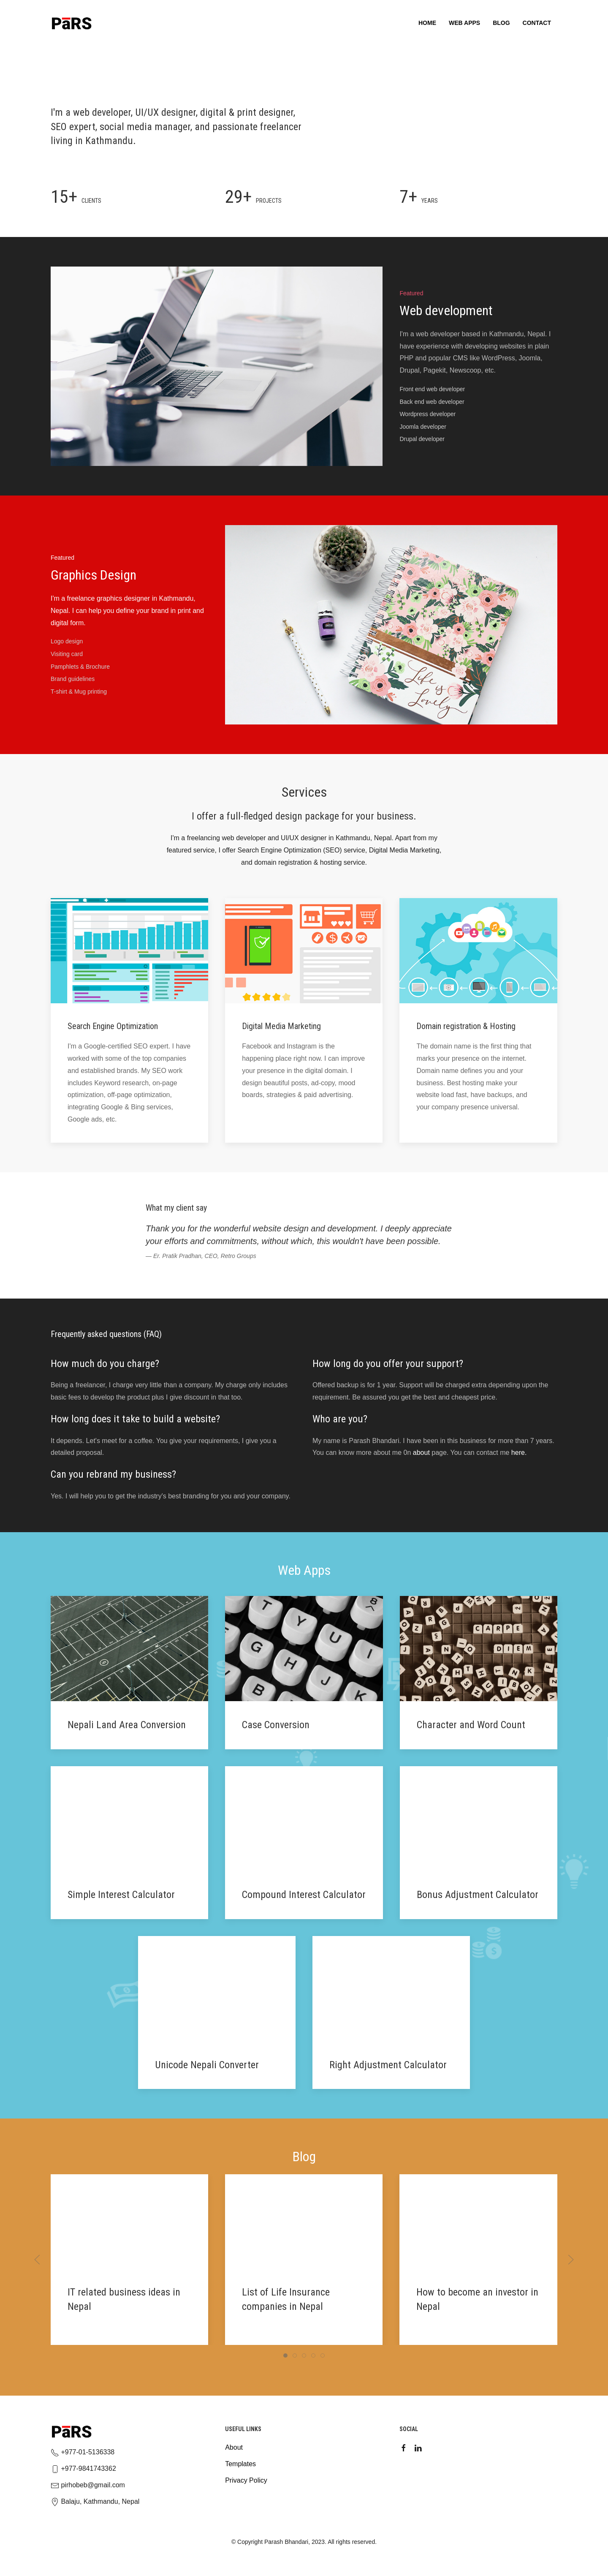 PaRS
HOME WEB APPS BLOG CONTACT
I'm a web developer, UI/UX designer, digital & print designer,
SEO expert, social media manager, and passionate freelancer
living in Kathmandu.
15+ CLIENTS
29+ PROJECTS
7+ YEARS
Featured
Web development
I'm a web developer based in Kathmandu, Nepal. I
have experience with developing websites in plain
PHP and popular CMS like WordPress, Joomla,
Drupal, Pagekit, Newscoop, etc.
Front end web developer
Back end web developer
Wordpress developer
Joomla developer
Drupal developer
Featured
Graphics Design
I'm a freelance graphics designer in Kathmandu,
Nepal. I can help you define your brand in print and
digital form.
Logo design
Visiting card
Pamphlets & Brochure
Brand guidelines
T-shirt & Mug printing
Life is
Lovely
Services
I offer a full-fledged design package for your business.
I'm a freelancing web developer and UI/UX designer in Kathmandu, Nepal. Apart from my
featured service, I offer Search Engine Optimization (SEO) service, Digital Media Marketing,
and domain registration & hosting service.
Search Engine Optimization
I'm a Google-certified SEO expert. I have
worked with some of the top companies
and established brands. My SEO work
includes Keyword research, on-page
optimization, off-page optimization,
integrating Google & Bing services,
Google ads, etc.
Digital Media Marketing
Facebook and Instagram is the
happening place right now. I can improve
your presence in the digital domain. I
design beautiful posts, ad-copy, mood
boards, strategies & paid advertising.
Domain registration & Hosting
The domain name is the first thing that
marks your presence on the internet.
Domain name defines you and your
business. Best hosting make your
website load fast, have backups, and
your company presence universal.
What my client say
Thank you for the wonderful website design and development. I deeply appreciate
your efforts and commitments, without which, this wouldn't have been possible.
— Er. Pratik Pradhan, CEO, Retro Groups
Frequently asked questions (FAQ)
How much do you charge?
Being a freelancer, I charge very little than a company. My charge only includes
basic fees to develop the product plus I give discount in that too.
How long does it take to build a website?
It depends. Let's meet for a coffee. You give your requirements, I give you a
detailed proposal.
Can you rebrand my business?
Yes. I will help you to get the industry's best branding for you and your company.
How long do you offer your support?
Offered backup is for 1 year. Support will be charged extra depending upon the
requirement. Be assured you get the best and cheapest price.
Who are you?
My name is Parash Bhandari. I have been in this business for more than 7 years.
You can know more about me 0n about page. You can contact me here.
Web Apps
T Y U I
G H J K
B N
CARPE
DIEM
Nepali Land Area Conversion
Case Conversion
Character and Word Count
Simple Interest Calculator
Compound Interest Calculator
Bonus Adjustment Calculator
Unicode Nepali Converter
Right Adjustment Calculator
Blog
IT related business ideas in
Nepal
List of Life Insurance
companies in Nepal
How to become an investor in
Nepal
PaRS
+977-01-5136338
+977-9841743362
pirhobeb@gmail.com
Balaju, Kathmandu, Nepal
USEFUL LINKS
About
Templates
Privacy Policy
SOCIAL
© Copyright Parash Bhandari, 2023. All rights reserved.